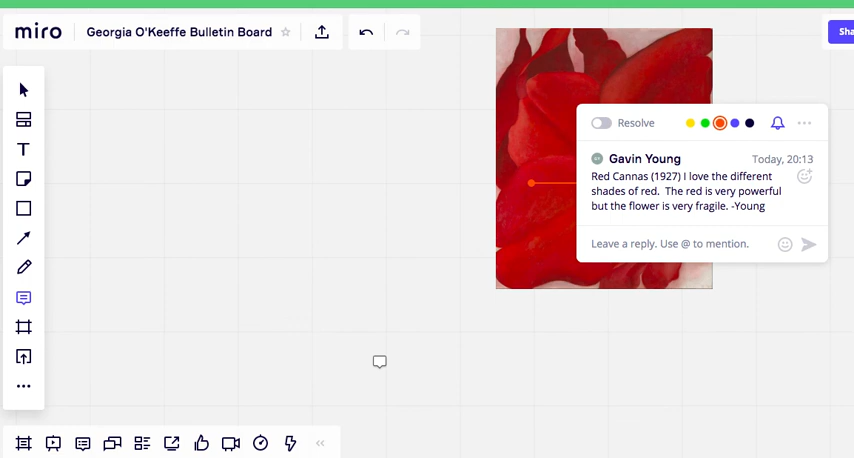 miro
Georgia O'Keeffe Bulletin Board
Sha
Resolve
Gavin Young
Today, 20:13
Red Cannas (1927) I love the different
shades of red.  The red is very powerful
but the flower is very fragile. -Young
Leave a reply. Use @ to mention.